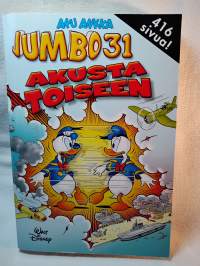 AKU ANKKA
JUMBO 31
416
sivua!
AKUSTA
TOISEEN
WALT
DISNEY